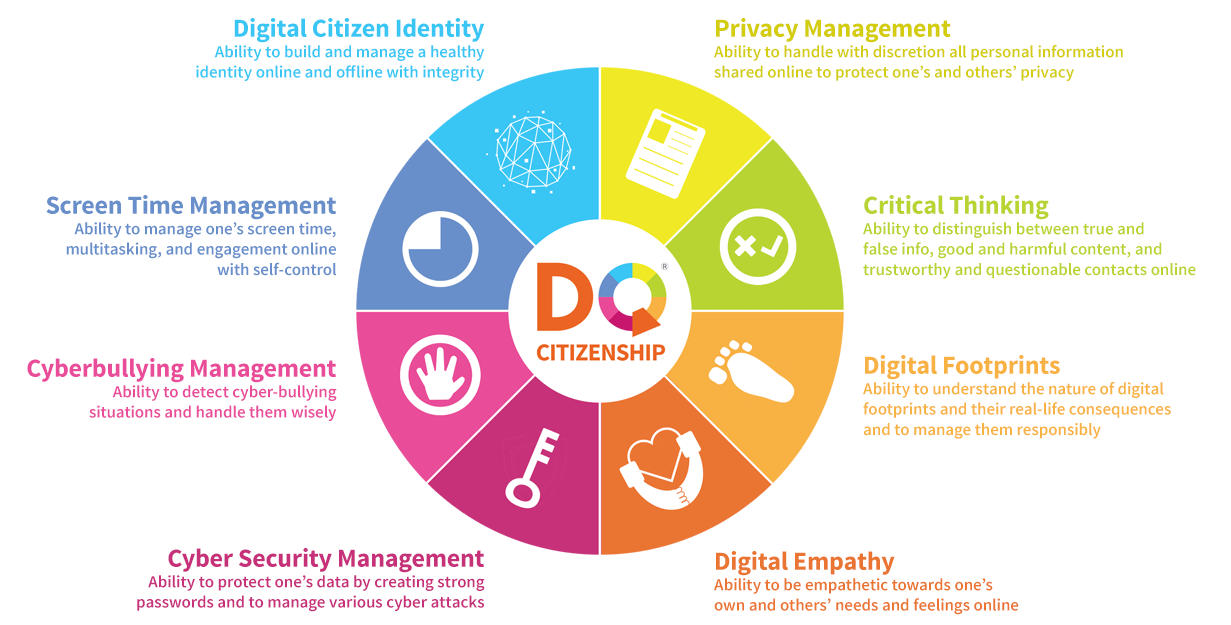 Digital Citizen Identity
Ability to build and manage a healthy
identity online and offline with integrity
Privacy Management
Ability to handle with discretion all personal information
shared online to protect one's and others' privacy
Screen Time Management
Ability to manage one's screen time,
multitasking, and engagement online
with self-control
Critical Thinking
Ability to distinguish between true and
false info, good and harmful content, and
trustworthy and questionable contacts online
DQ®
CITIZENSHIP
Cyberbullying Management
Ability to detect cyber-bullying
situations and handle them wisely
Digital Footprints
Ability to understand the nature of digital
footprints and their real-life consequences
and to manage them responsibly
Cyber Security Management
Ability to protect one's data by creating strong
passwords and to manage various cyber attacks
Digital Empathy
Ability to be empathetic towards one's
own and others' needs and feelings online